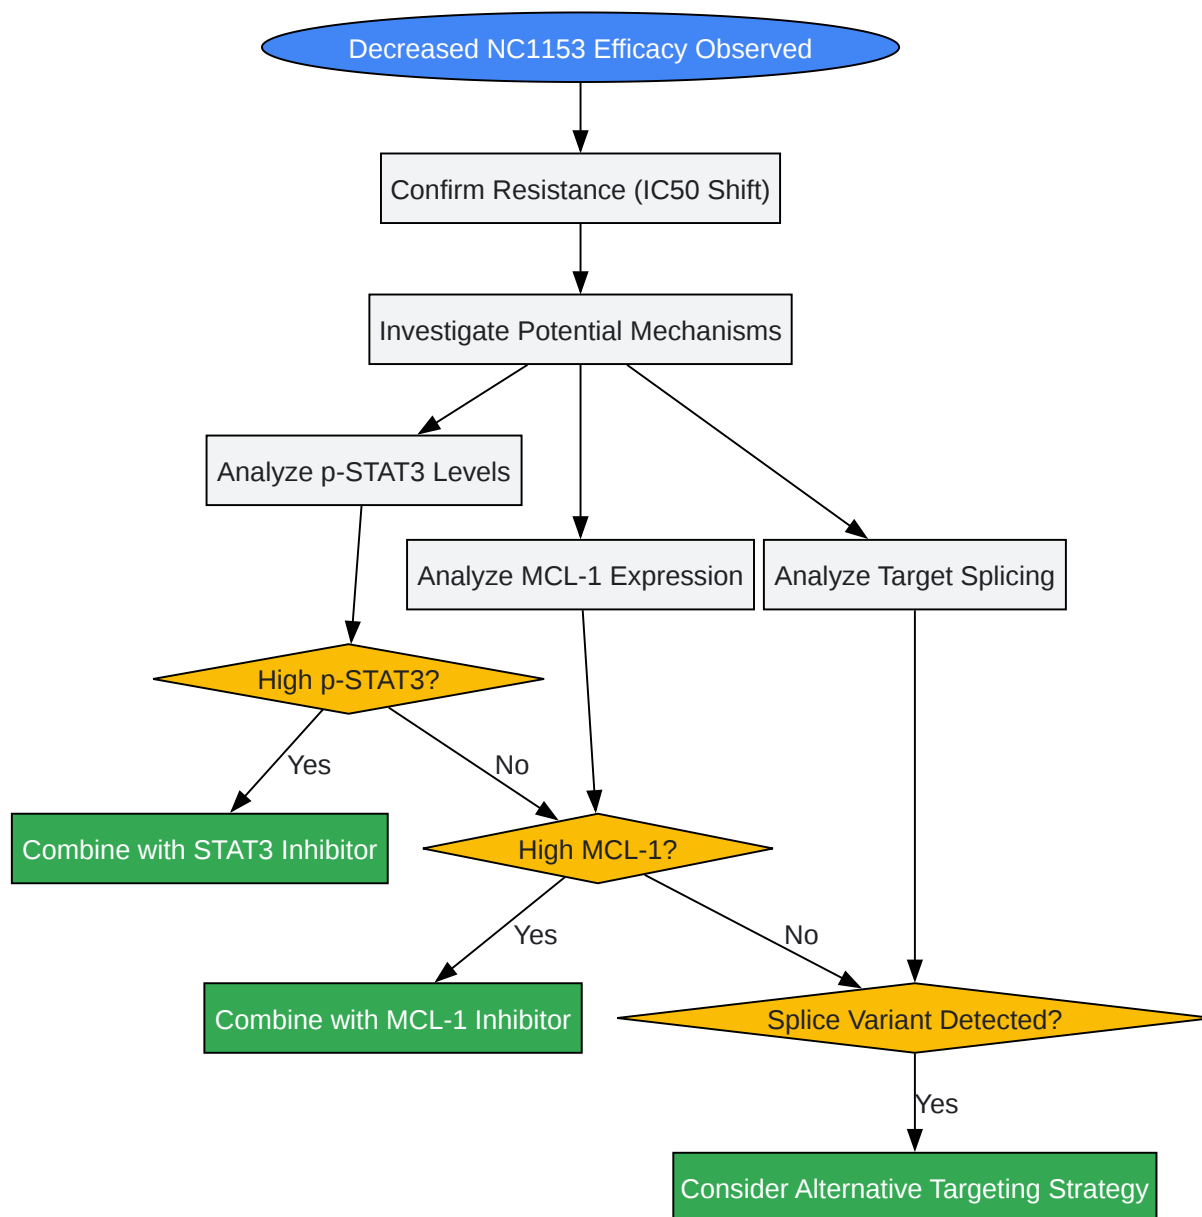 Decreased NC1153 Efficacy Observed
Confirm Resistance (IC50 Shift)
Investigate Potential Mechanisms
Analyze p-STAT3 Levels
Analyze MCL-1 Expression
Analyze Target Splicing
High p-STAT3?
Yes
No
Combine with STAT3 Inhibitor
High MCL-1?
Yes
No
Combine with MCL-1 Inhibitor
Splice Variant Detected?
Yes
Consider Alternative Targeting Strategy